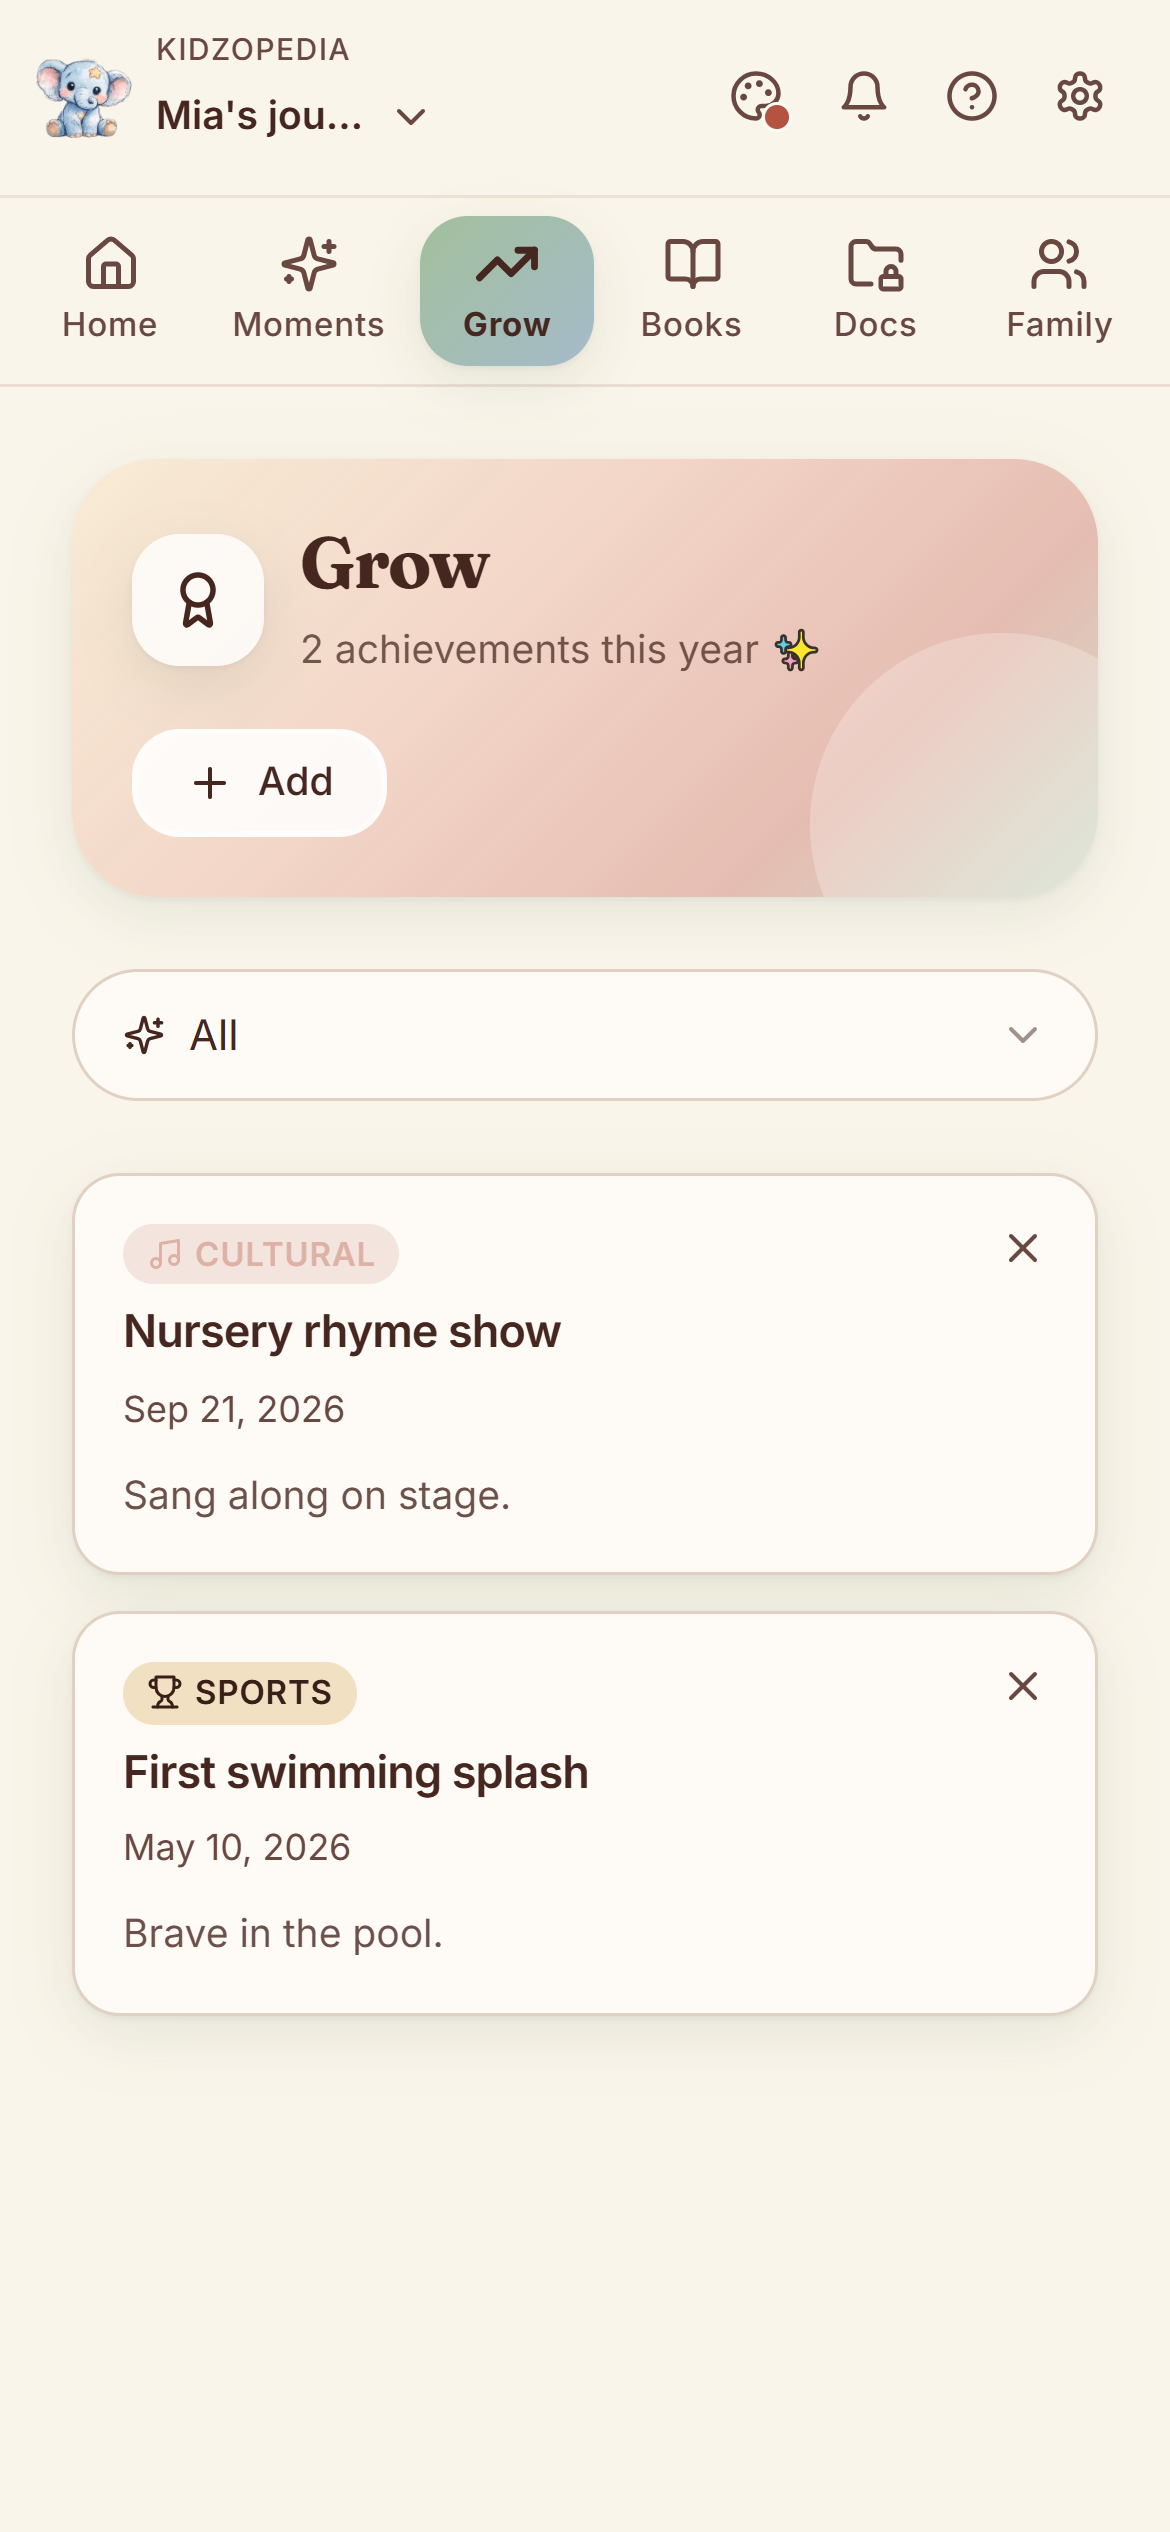 KIDZOPEDIA
Mia's jou...
Home
Moments
Grow
Books
Docs
Family
Grow
2 achievements this year ✨
Add
All
CULTURAL
Nursery rhyme show
Sep 21, 2026
Sang along on stage.
SPORTS
First swimming splash
May 10, 2026
Brave in the pool.